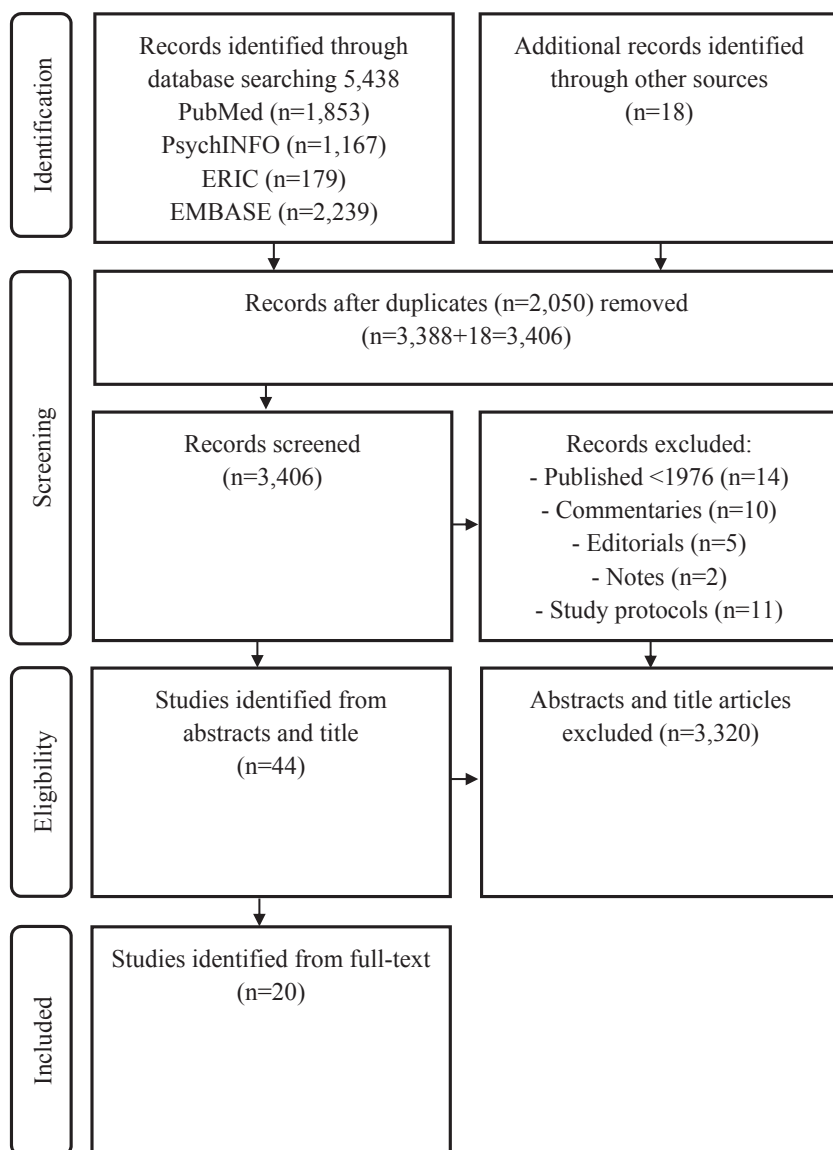 Identification
Records identified through
database searching 5,438
PubMed (n=1,853)
PsychINFO (n=1,167)
ERIC (n=179)
EMBASE (n=2,239)
Additional records identified
through other sources
(n=18)
Screening
Records after duplicates (n=2,050) removed
(n=3,388+18=3,406)
Records screened
(n=3,406)
Records excluded:
- Published <1976 (n=14)
- Commentaries (n=10)
- Editorials (n=5)
- Notes (n=2)
- Study protocols (n=11)
Eligibility
Studies identified from
abstracts and title
(n=44)
Abstracts and title articles
excluded (n=3,320)
Included
Studies identified from full-text
(n=20)